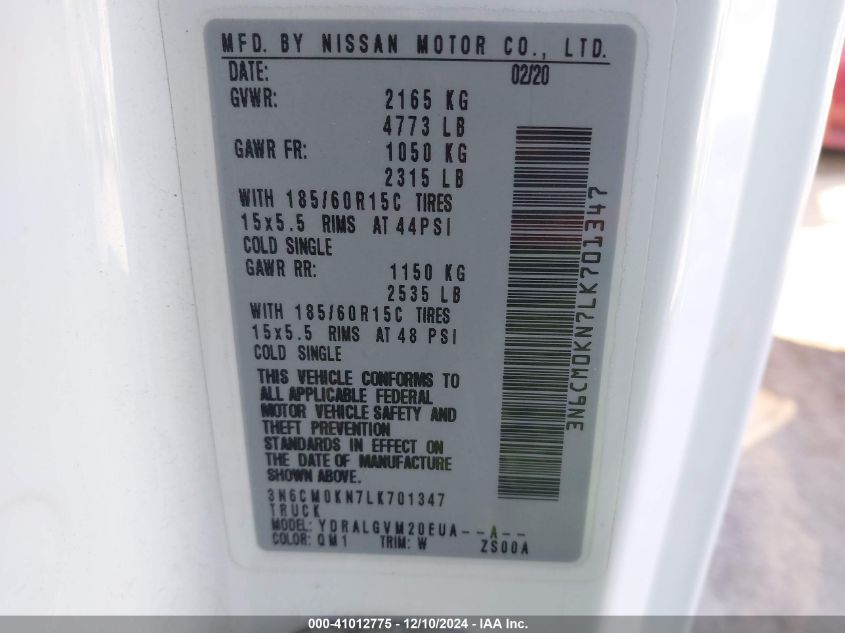 MFD. BY NISSAN MOTOR CO., LTD.
DATE: 02/20
GVWR: 2165 KG
4773 LB
GAWR FR: 1050 KG
2315 LB
WITH 185/60R15C TIRES
15x5.5 RIMS AT 44PSI
COLD SINGLE
GAWR RR: 1150 KG
2535 LB
WITH 185/60R15C TIRES
15x5.5 RIMS AT 48 PSI
COLD SINGLE
THIS VEHICLE CONFORMS TO
ALL APPLICABLE FEDERAL
MOTOR VEHICLE SAFETY AND
THEFT PREVENTION
STANDARDS IN EFFECT ON
THE DATE OF MANUFACTURE
SHOWN ABOVE.
3N6CM0KN7LK701347
TRUCK
MODEL: YDRALGVM20EUA--A--
COLOR: QM1 TRIM: W ZS00A
3N6CM0KN7LK701347
000-41012775 - 12/10/2024 - IAA Inc.